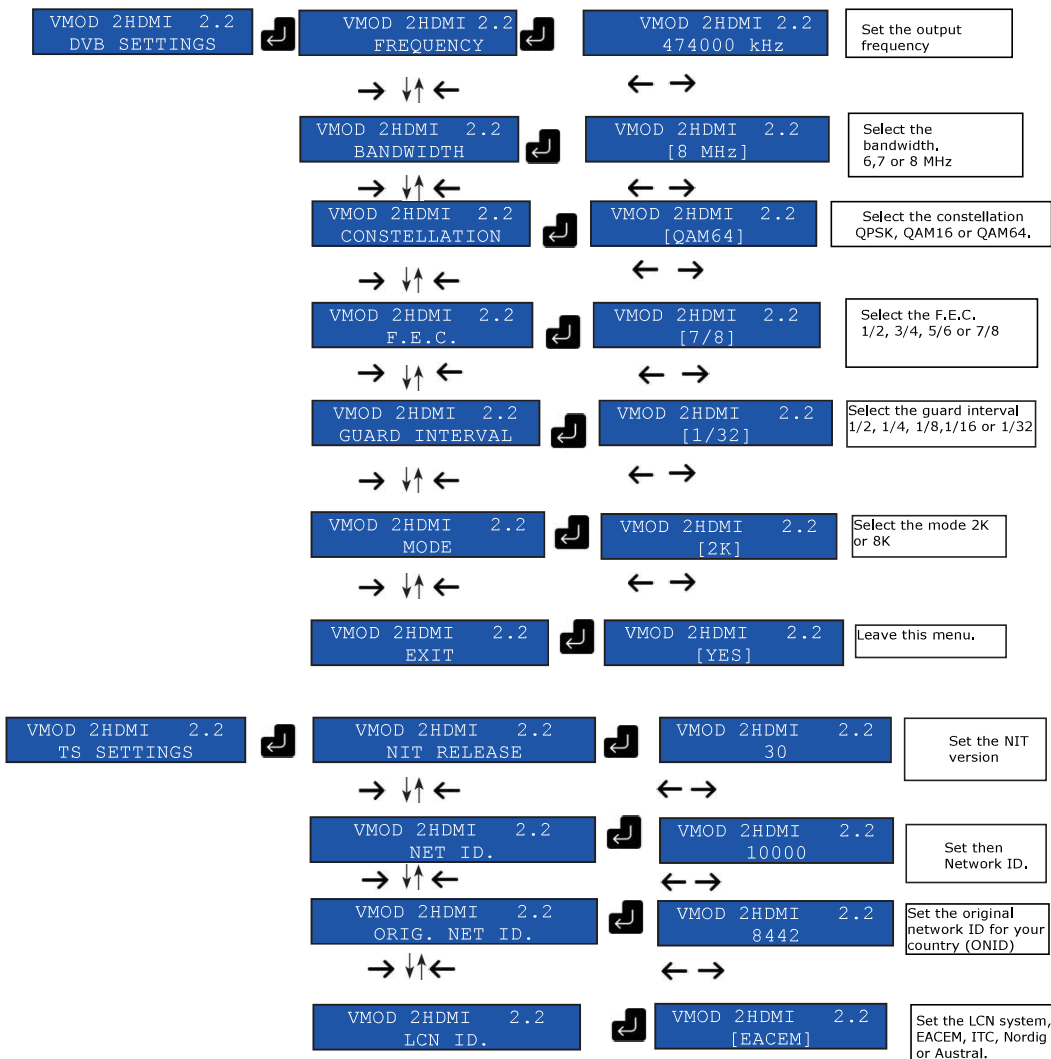 VMOD 2HDMI 2.2
DVB SETTINGS
VMOD 2HDMI 2.2
FREQUENCY
VMOD 2HDMI 2.2
474000 kHz
Set the output
frequency
VMOD 2HDMI 2.2
BANDWIDTH
VMOD 2HDMI 2.2
[8 MHz]
Select the
bandwidth.
6,7 or 8 MHz
VMOD 2HDMI 2.2
CONSTELLATION
VMOD 2HDMI 2.2
[QAM64]
Select the constellation
QPSK, QAM16 or QAM64.
VMOD 2HDMI 2.2
F.E.C.
VMOD 2HDMI 2.2
[7/8]
Select the F.E.C.
1/2, 3/4, 5/6 or 7/8
VMOD 2HDMI 2.2
GUARD INTERVAL
VMOD 2HDMI 2.2
[1/32]
Select the guard interval
1/2, 1/4, 1/8,1/16 or 1/32
VMOD 2HDMI 2.2
MODE
VMOD 2HDMI 2.2
[2K]
Select the mode 2K
or 8K
VMOD 2HDMI 2.2
EXIT
VMOD 2HDMI 2.2
[YES]
Leave this menu.
VMOD 2HDMI 2.2
TS SETTINGS
VMOD 2HDMI 2.2
NIT RELEASE
VMOD 2HDMI 2.2
30
Set the NIT
version
VMOD 2HDMI 2.2
NET ID.
VMOD 2HDMI 2.2
10000
Set then
Network ID.
VMOD 2HDMI 2.2
ORIG. NET ID.
VMOD 2HDMI 2.2
8442
Set the original
network ID for your
country (ONID)
VMOD 2HDMI 2.2
LCN ID.
VMOD 2HDMI 2.2
[EACEM]
Set the LCN system,
EACEM, ITC, Nordig
or Austral.